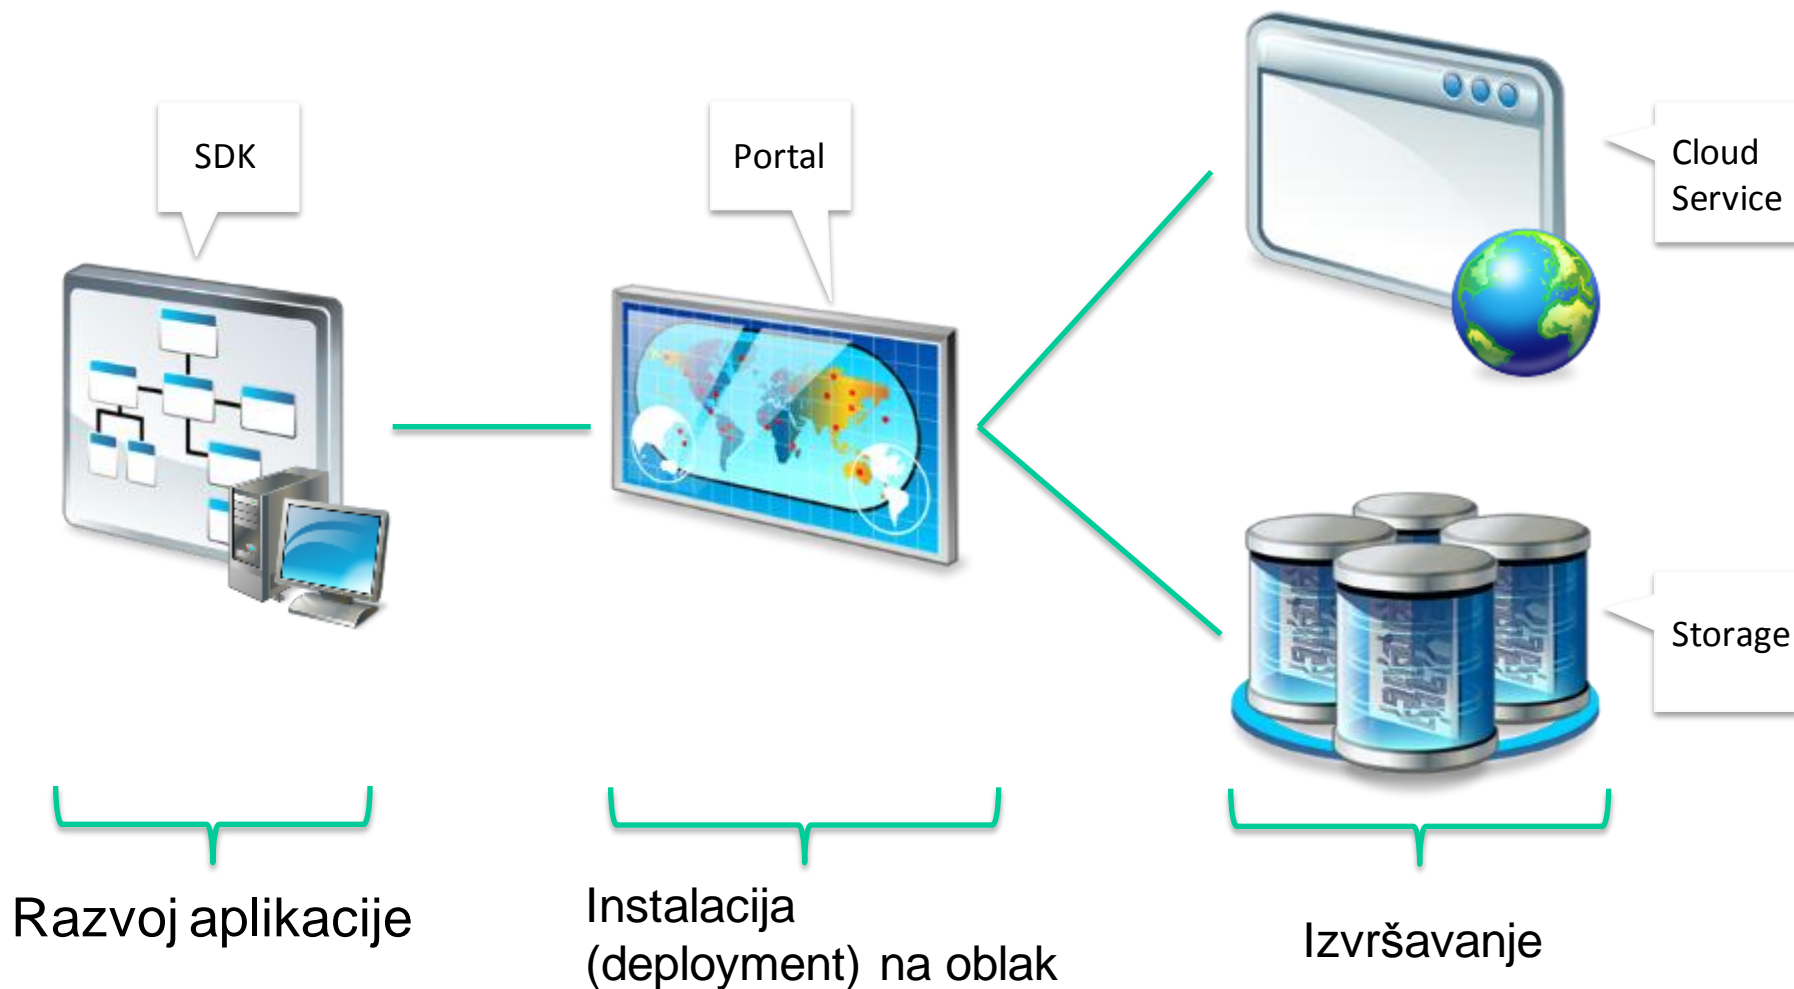 SDK
Portal
Cloud
Service
Storage
Razvoj aplikacije
Instalacija
(deployment) na oblak
Izvršavanje